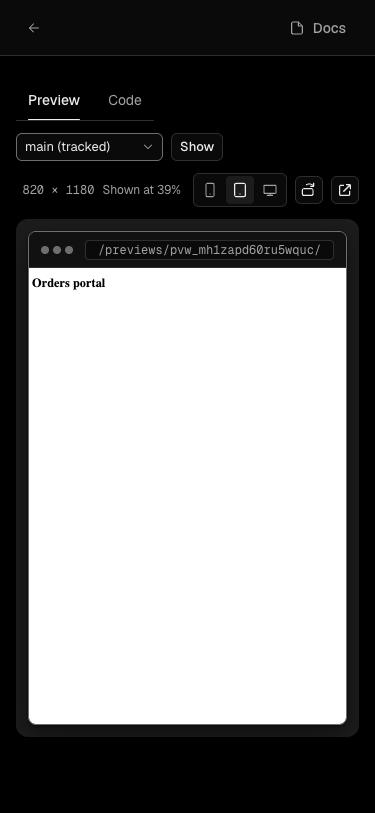 Docs
Preview Code
main (tracked) Show
820 × 1180 Shown at 39%
/previews/pvw_mh1zapd60ru5wquc/
Orders portal